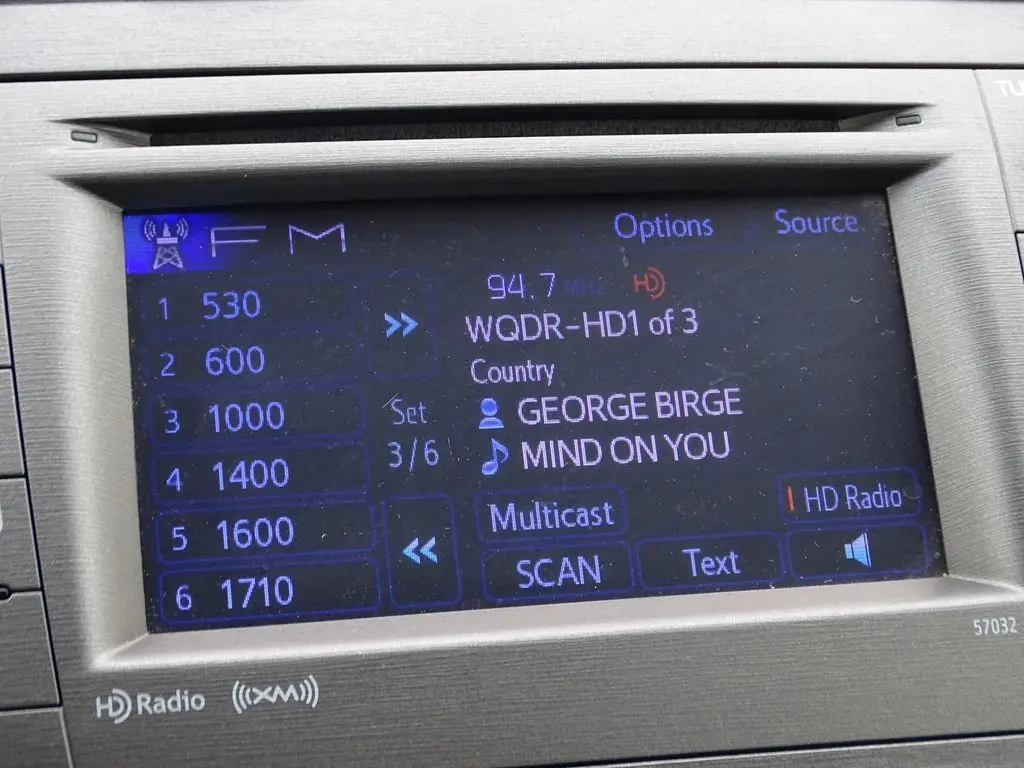 TU
FM
Options
Source
94.7 MHz HD
WQDR-HD1 of 3
Country
GEORGE BIRGE
MIND ON YOU
1 530
2 600
3 1000
4 1400
5 1600
6 1710
>>
Set
3/6
<<
Multicast
HD Radio
SCAN
Text
57032
HD Radio
((XM))